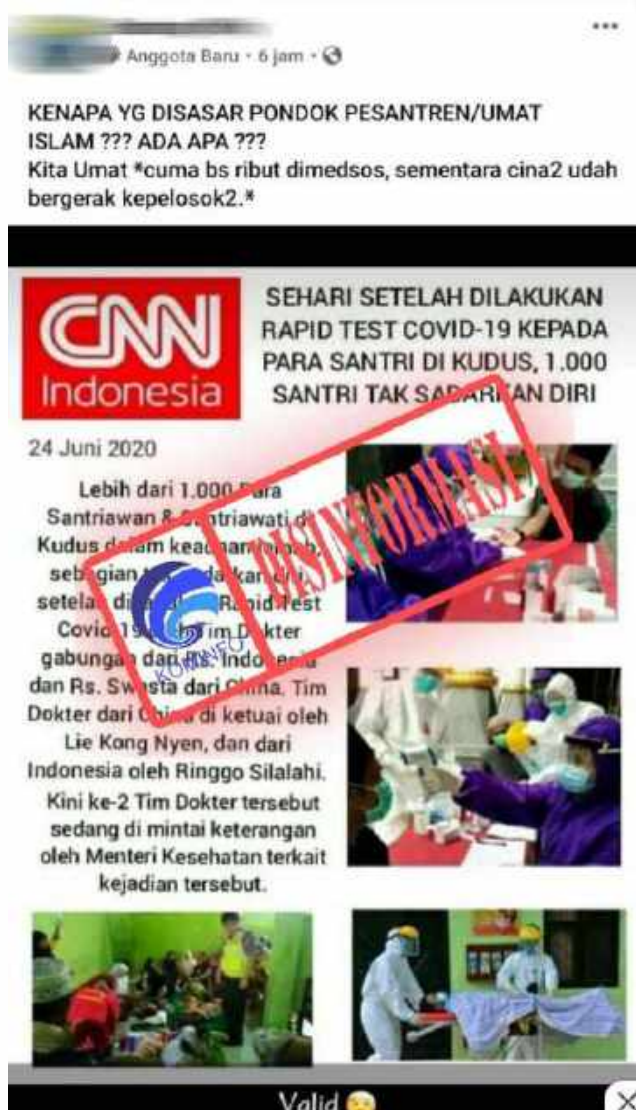 Anggota Baru · 6 jam ·
KENAPA YG DISASAR PONDOK PESANTREN/UMAT
ISLAM ??? ADA APA ???
Kita Umat *cuma bs ribut dimedsos, sementara cina2 udah
bergerak kepelosok2.*
CNN
Indonesia
SEHARI SETELAH DILAKUKAN
RAPID TEST COVID-19 KEPADA
PARA SANTRI DI KUDUS, 1.000
SANTRI TAK SADARKAN DIRI
24 Juni 2020
Lebih dari 1.000 Para
Santriawan & Santriawati di
Kudus dalam keadaan
sebagian
setelah Rapid Test
Covid-19 Tim Dokter
gabungan dari Rs. Indonesia
dan Rs. Swasta dari China. Tim
Dokter dari China di ketuai oleh
Lie Kong Nyen, dan dari
Indonesia oleh Ringgo Silalahi.
Kini ke-2 Tim Dokter tersebut
sedang di mintai keterangan
oleh Menteri Kesehatan terkait
kejadian tersebut.
KOMINFO
DISINFORMASI
Valid